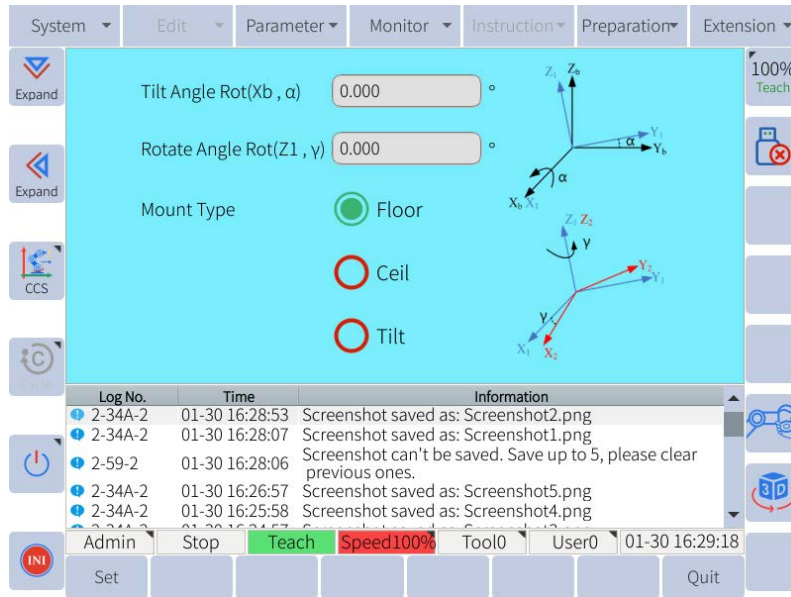 System Edit Parameter Monitor Instruction Preparation Extension
Expand
Expand
CCS
Cycle
INI
Tilt Angle Rot(Xb , α) 0.000 °
Rotate Angle Rot(Z1 , γ) 0.000 °
Mount Type
Floor
Ceil
Tilt
Z₁ Zb
Y₁
α Yb
α
Xb X₁
Z₁ Z₂
γ
Y₂
Y₁
γ
X₁ X₂
100%
Teach
3D
Log No. Time Information
2-34A-2 01-30 16:28:53 Screenshot saved as: Screenshot2.png
2-34A-2 01-30 16:28:07 Screenshot saved as: Screenshot1.png
2-59-2 01-30 16:28:06 Screenshot can't be saved. Save up to 5, please clear
previous ones.
2-34A-2 01-30 16:26:57 Screenshot saved as: Screenshot5.png
2-34A-2 01-30 16:25:58 Screenshot saved as: Screenshot4.png
Admin Stop Teach Speed100% Tool0 User0 01-30 16:29:18
Set Quit